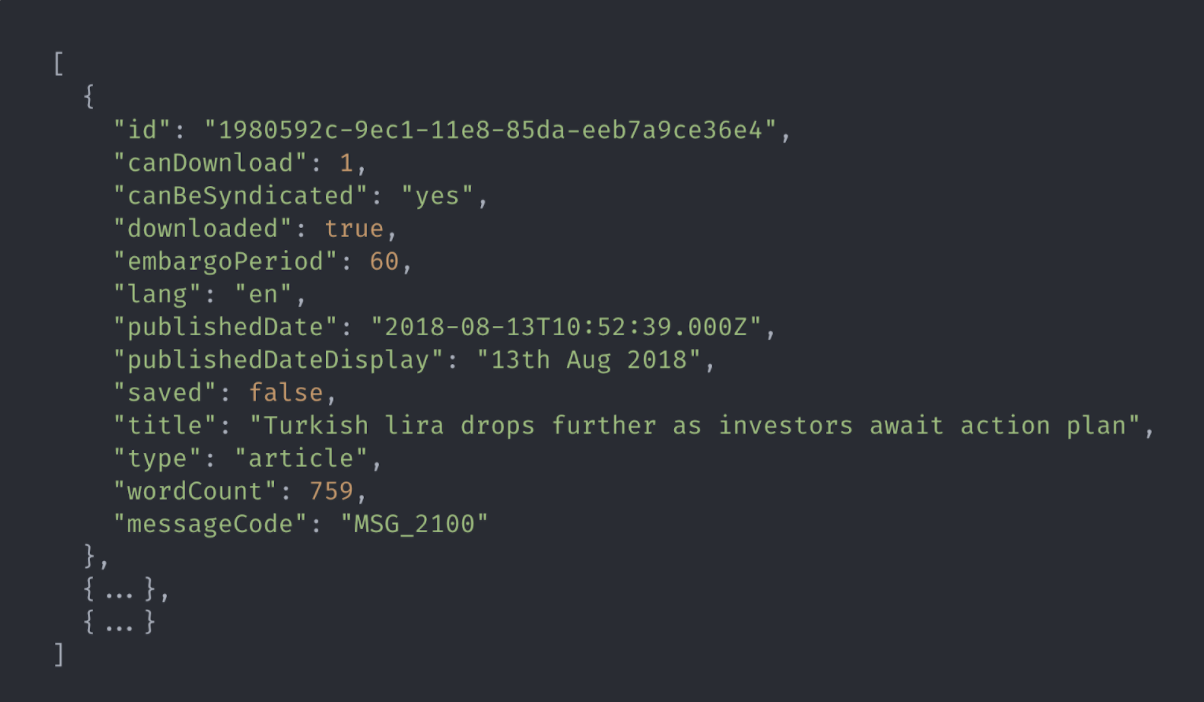 [
{
"id": "1980592c-9ec1-11e8-85da-eeb7a9ce36e4",
"canDownload": 1,
"canBeSyndicated": "yes",
"downloaded": true,
"embargoPeriod": 60,
"lang": "en",
"publishedDate": "2018-08-13T10:52:39.000Z",
"publishedDateDisplay": "13th Aug 2018",
"saved": false,
"title": "Turkish lira drops further as investors await action plan",
"type": "article",
"wordCount": 759,
"messageCode": "MSG_2100"
},
{ ... },
{ ... }
]